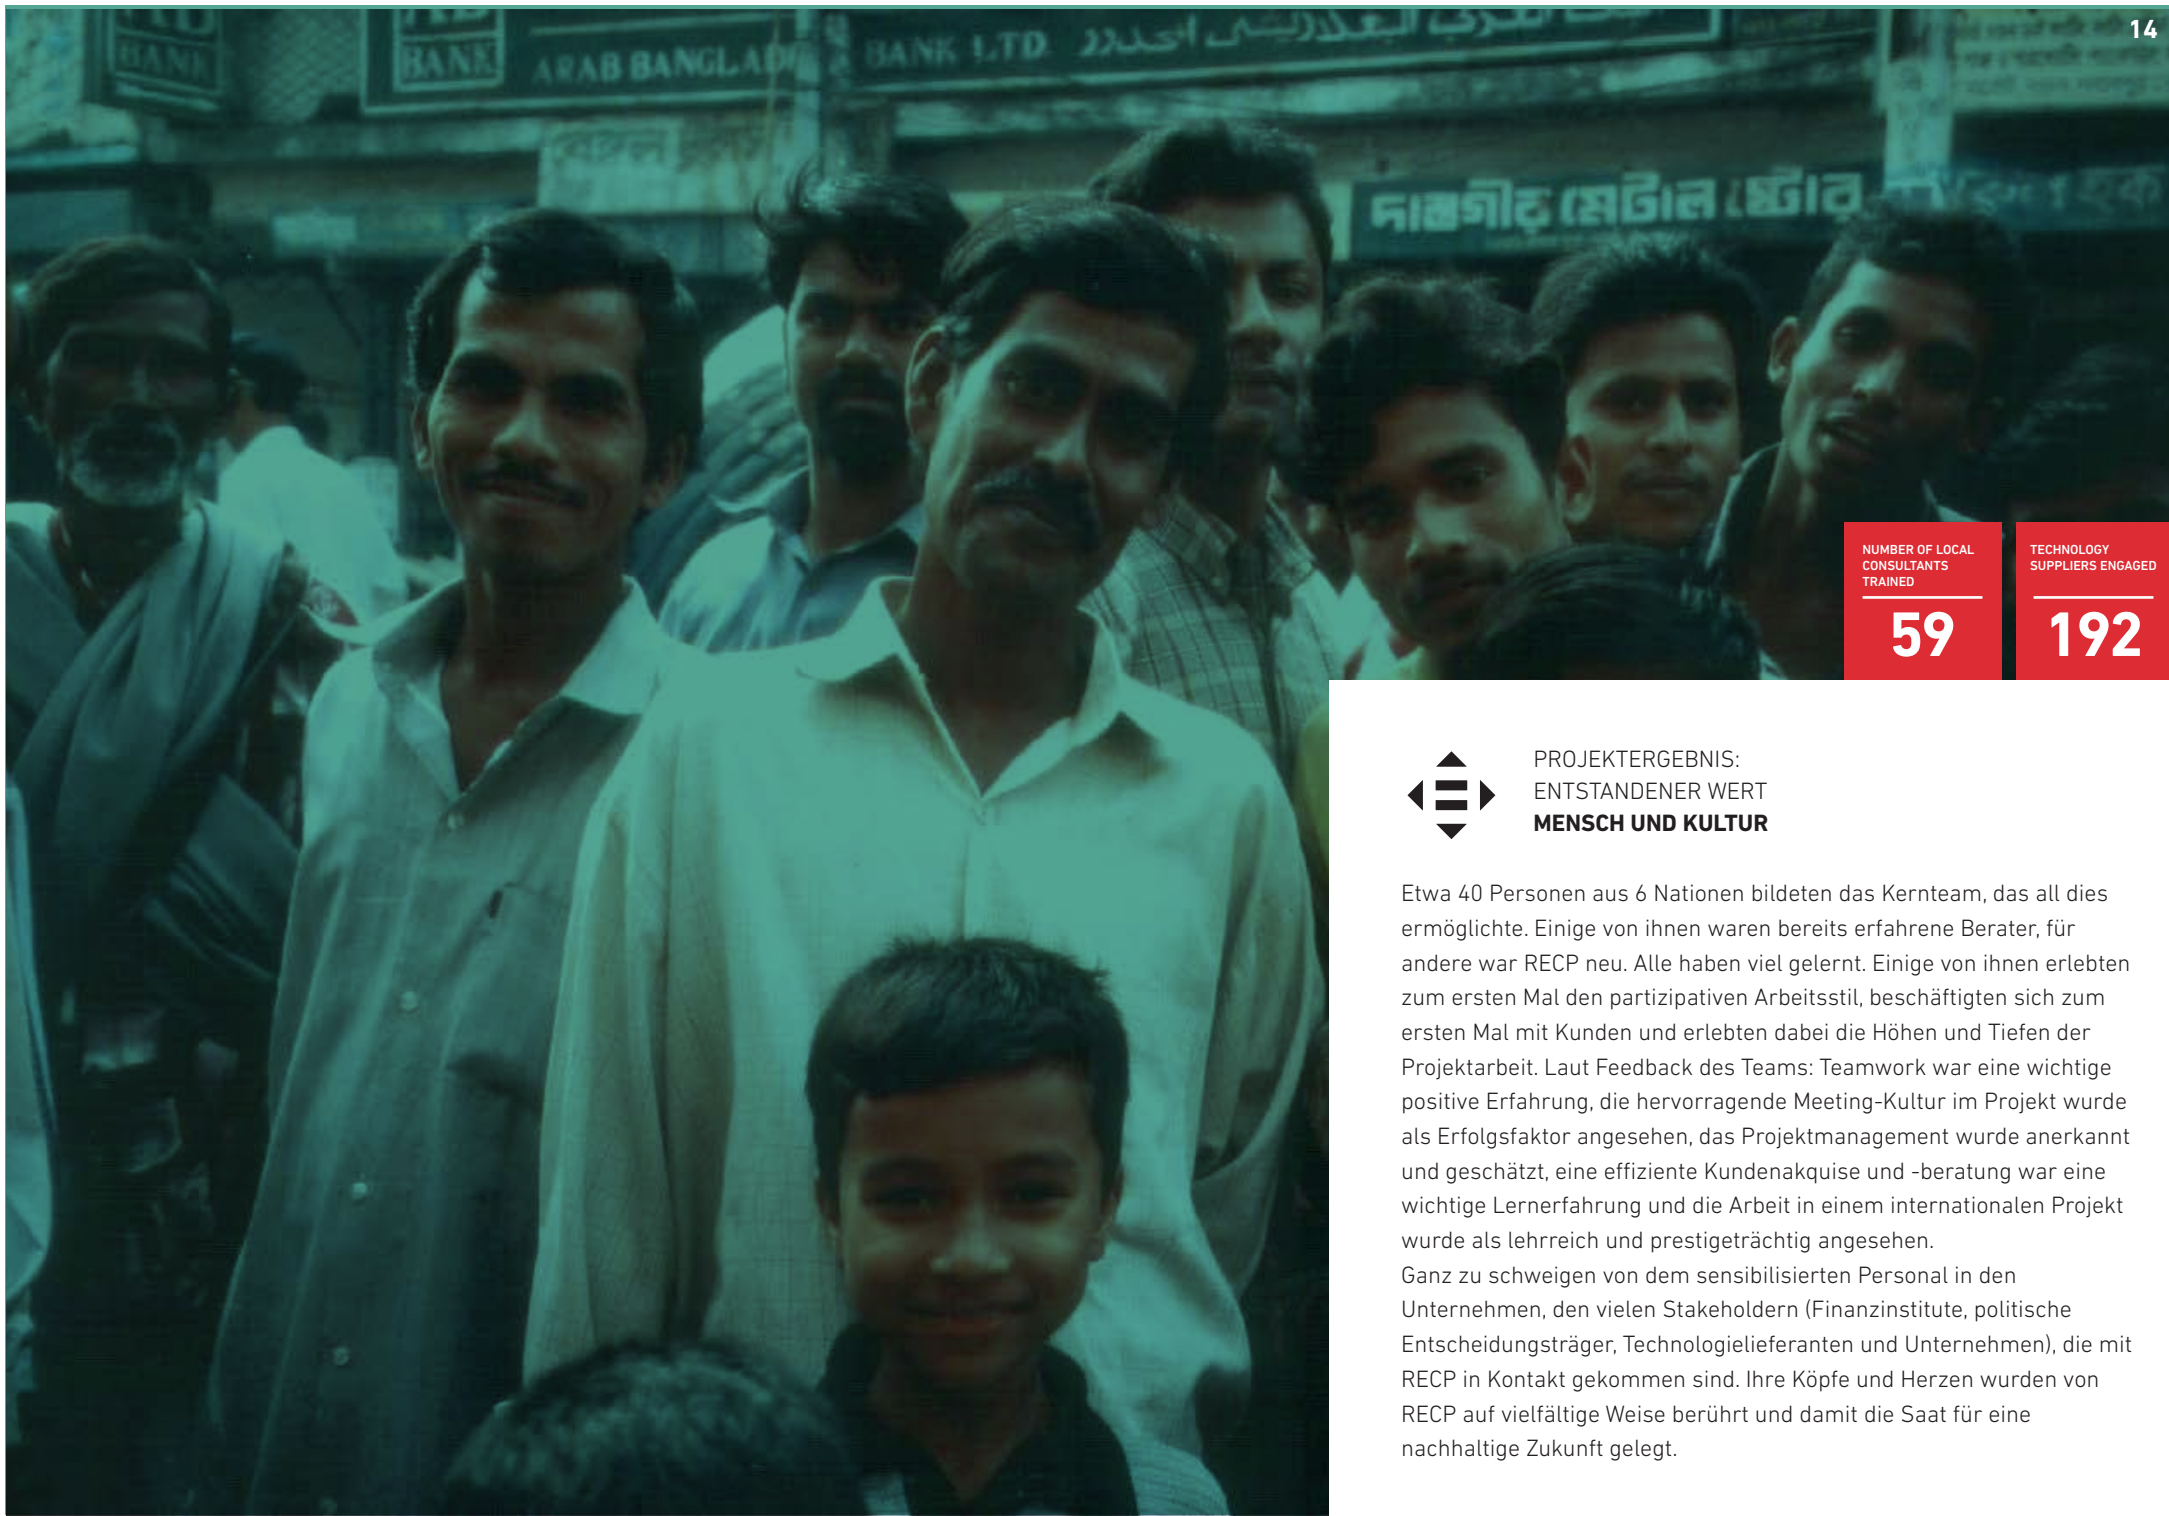 14
BANK
BANK
ARAB BANGLAD
BANK LTD
NUMBER OF LOCAL
CONSULTANTS
TRAINED
59
TECHNOLOGY
SUPPLIERS ENGAGED
192
PROJEKTERGEBNIS:
ENTSTANDENER WERT
MENSCH UND KULTUR
Etwa 40 Personen aus 6 Nationen bildeten das Kernteam, das all dies
ermöglichte. Einige von ihnen waren bereits erfahrene Berater, für
andere war RECP neu. Alle haben viel gelernt. Einige von ihnen erlebten
zum ersten Mal den partizipativen Arbeitsstil, beschäftigten sich zum
ersten Mal mit Kunden und erlebten dabei die Höhen und Tiefen der
Projektarbeit. Laut Feedback des Teams: Teamwork war eine wichtige
positive Erfahrung, die hervorragende Meeting-Kultur im Projekt wurde
als Erfolgsfaktor angesehen, das Projektmanagement wurde anerkannt
und geschätzt, eine effiziente Kundenakquise und -beratung war eine
wichtige Lernerfahrung und die Arbeit in einem internationalen Projekt
wurde als lehrreich und prestigeträchtig angesehen.
Ganz zu schweigen von dem sensibilisierten Personal in den
Unternehmen, den vielen Stakeholdern (Finanzinstitute, politische
Entscheidungsträger, Technologielieferanten und Unternehmen), die mit
RECP in Kontakt gekommen sind. Ihre Köpfe und Herzen wurden von
RECP auf vielfältige Weise berührt und damit die Saat für eine
nachhaltige Zukunft gelegt.